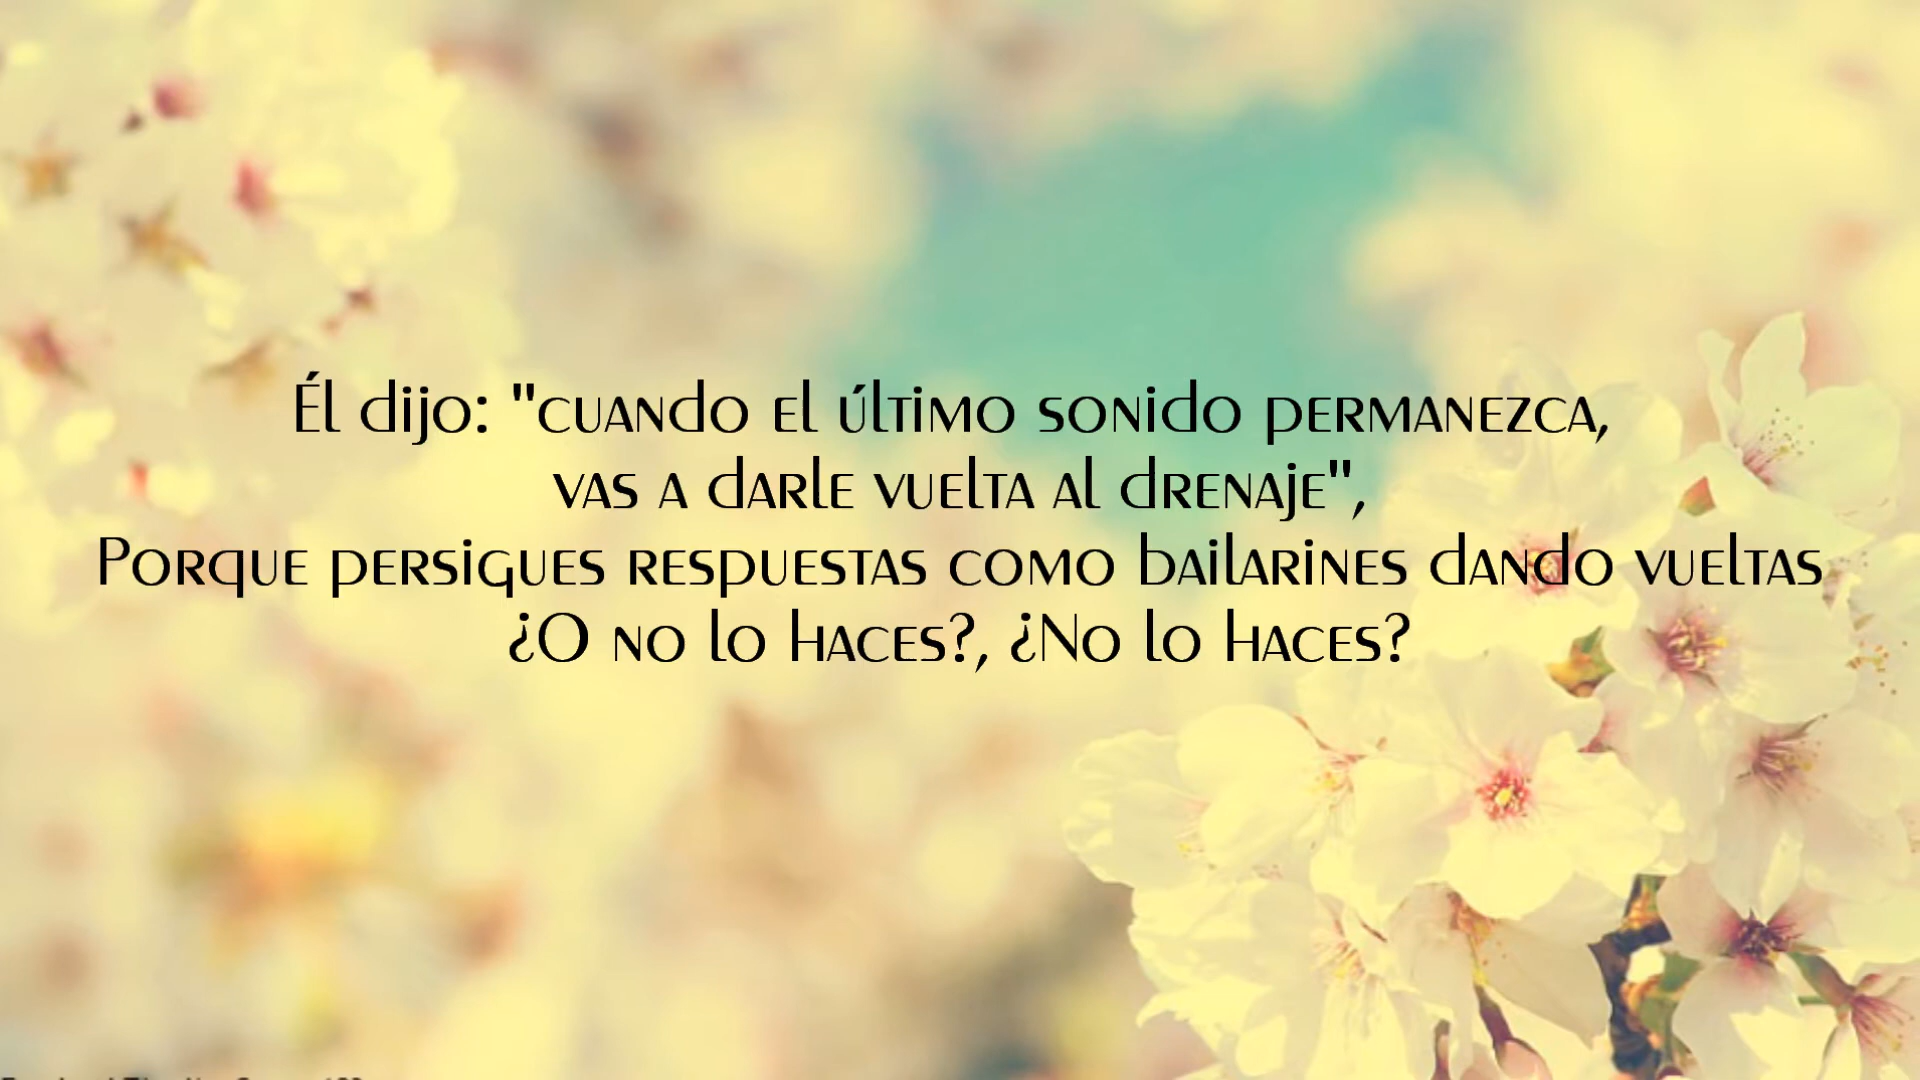 Él dijo: "cuando el último sonido permanezca,
vas a darle vuelta al drenaje",
Porque persigues respuestas como bailarines dando vueltas
¿O no lo haces?, ¿No lo haces?